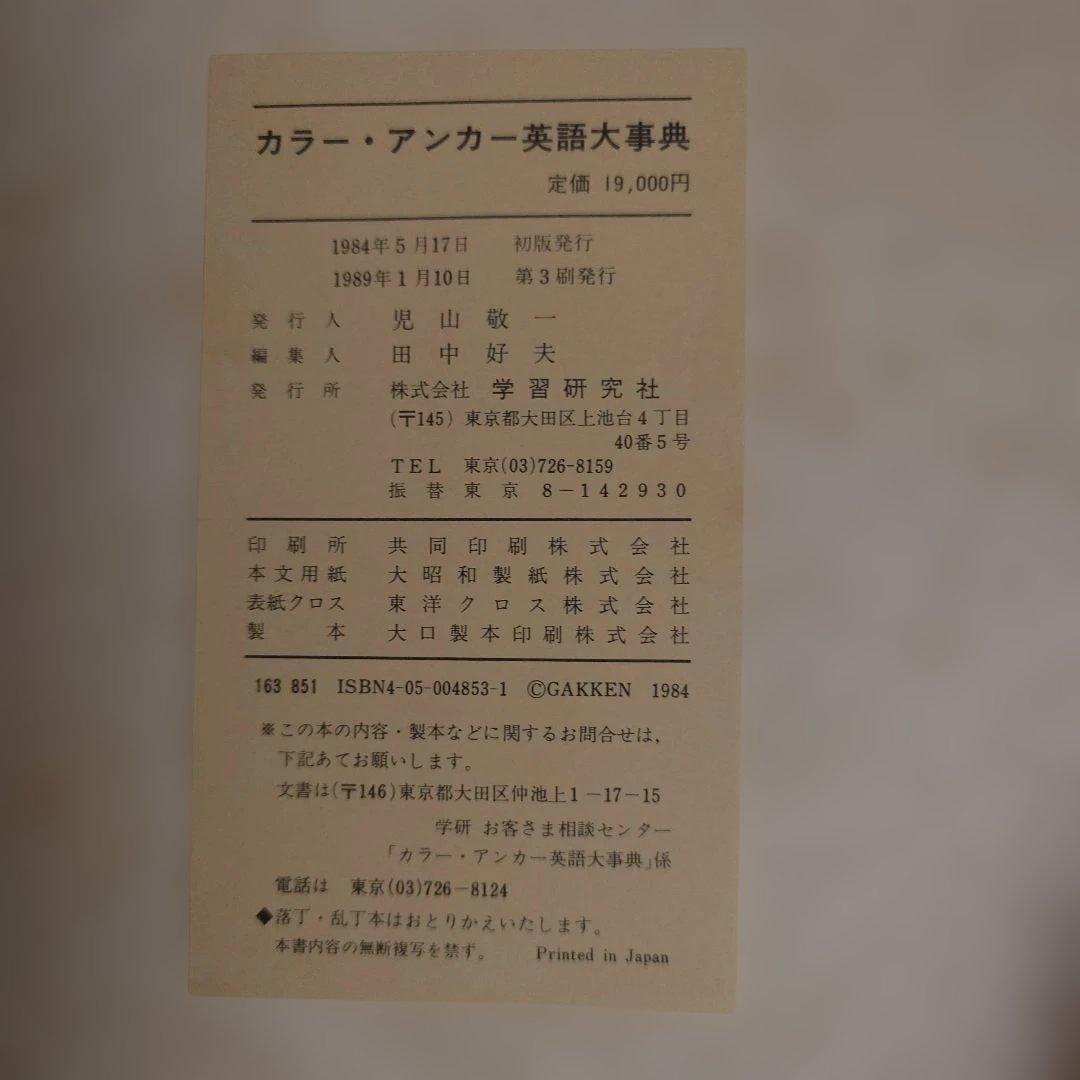 カラー・アンカー英語大事典
定価 19,000円
1984年5月17日 初版発行
1989年1月10日 第3刷発行
発行人 児山敬一
編集人 田中好夫
発行所 株式会社 学習研究社
(〒145) 東京都大田区上池台4丁目
40番5号
TEL 東京(03)726-8159
振替東京 8-142930
印刷所 共同印刷株式会社
本文用紙 大昭和製紙株式会社
表紙クロス 東洋クロス株式会社
製本 大口製本印刷株式会社
163 851 ISBN4-05-004853-1 ©GAKKEN 1984
※この本の内容・製本などに関するお問合せは,
下記あてお願いします。
文書は(〒146)東京都大田区仲池上1-17-15
学研 お客さま相談センター
「カラー・アンカー英語大事典」係
電話は 東京(03)726-8124
◆落丁・乱丁本はおとりかえいたします。
本書内容の無断複写を禁ず。 Printed in Japan